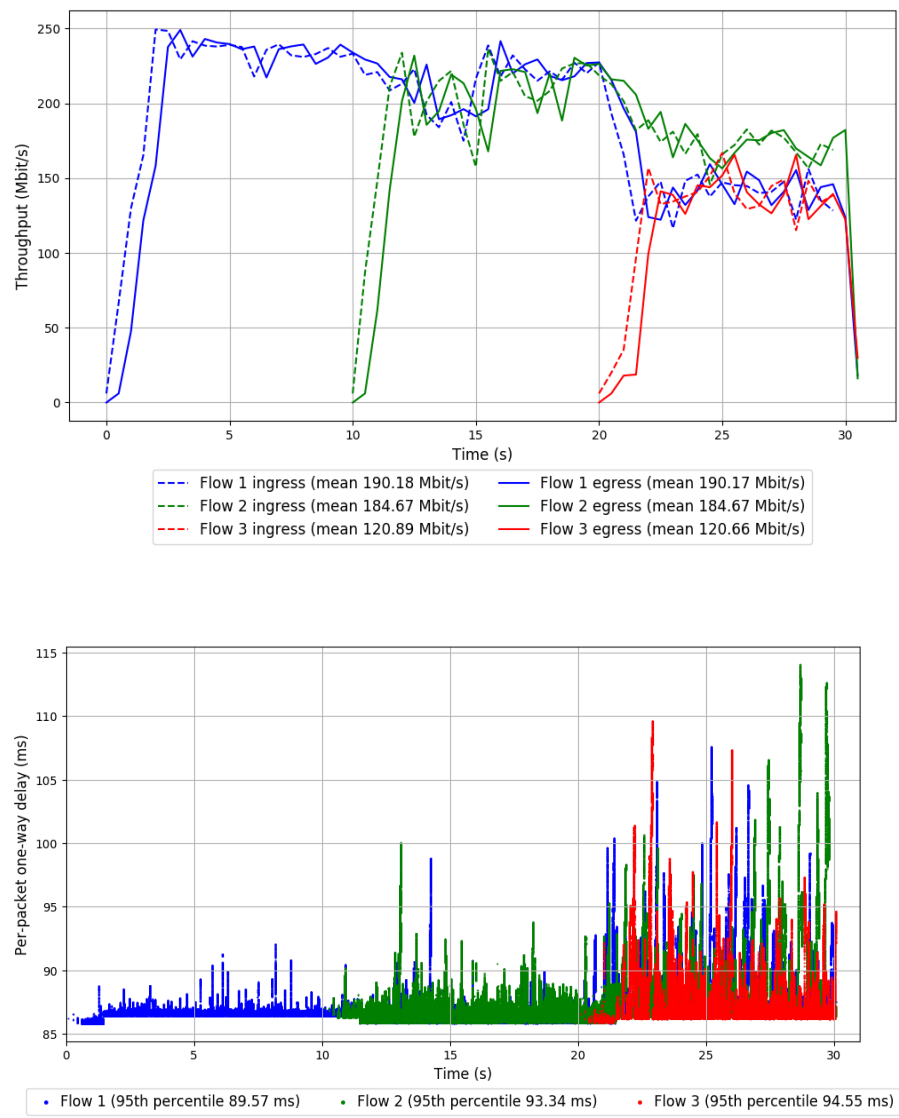 250
200
150
100
50
0
Throughput (Mbit/s)
0 5 10 15 20 25 30
Time (s)
Flow 1 ingress (mean 190.18 Mbit/s) Flow 1 egress (mean 190.17 Mbit/s)
Flow 2 ingress (mean 184.67 Mbit/s) Flow 2 egress (mean 184.67 Mbit/s)
Flow 3 ingress (mean 120.89 Mbit/s) Flow 3 egress (mean 120.66 Mbit/s)
115
110
105
100
95
90
85
Per-packet one-way delay (ms)
0 5 10 15 20 25 30
Time (s)
Flow 1 (95th percentile 89.57 ms) Flow 2 (95th percentile 93.34 ms) Flow 3 (95th percentile 94.55 ms)